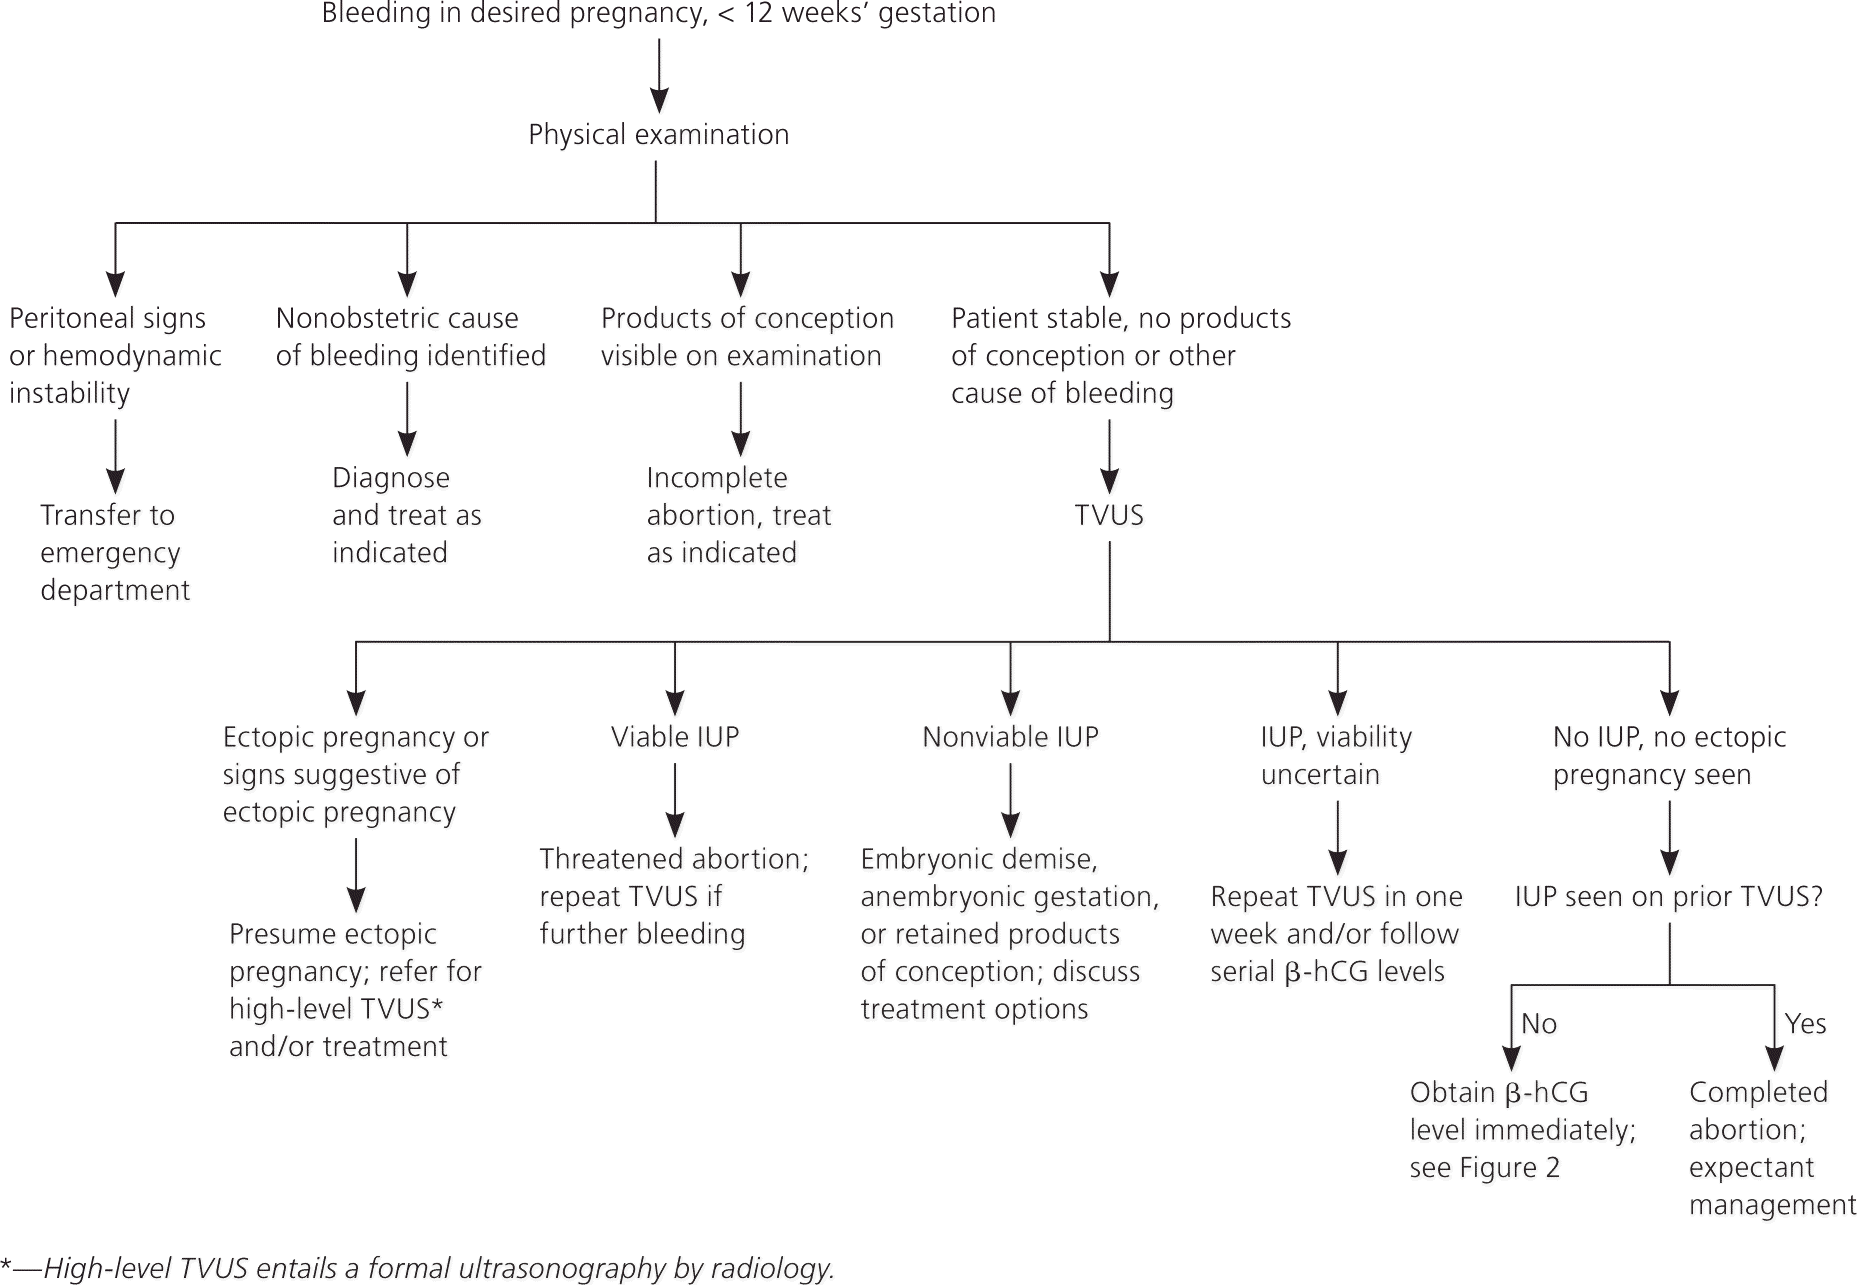 Bleeding in desired pregnancy, < 12 weeks’ gestation
Physical examination
Peritoneal signs
or hemodynamic
instability
Nonobstetric cause
of bleeding identified
Products of conception
visible on examination
Patient stable, no products
of conception or other
cause of bleeding
Transfer to
emergency
department
Diagnose
and treat as
indicated
Incomplete
abortion, treat
as indicated
TVUS
Ectopic pregnancy or
signs suggestive of
ectopic pregnancy
Viable IUP
Nonviable IUP
IUP, viability
uncertain
No IUP, no ectopic
pregnancy seen
Presume ectopic
pregnancy; refer for
high-level TVUS*
and/or treatment
Threatened abortion;
repeat TVUS if
further bleeding
Embryonic demise,
anembryonic gestation,
or retained products
of conception; discuss
treatment options
Repeat TVUS in one
week and/or follow
serial β-hCG levels
IUP seen on prior TVUS?
No
Yes
Obtain β-hCG
level immediately;
see Figure 2
Completed
abortion;
expectant
management
*—High-level TVUS entails a formal ultrasonography by radiology.